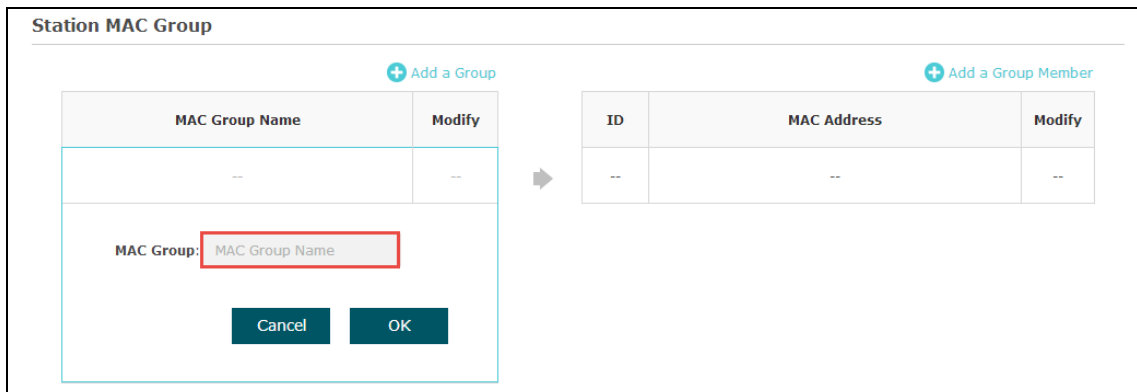 Station MAC Group
Add a Group
Add a Group Member
MAC Group Name Modify
ID MAC Address Modify
-- --
-- -- --
MAC Group: MAC Group Name
Cancel OK